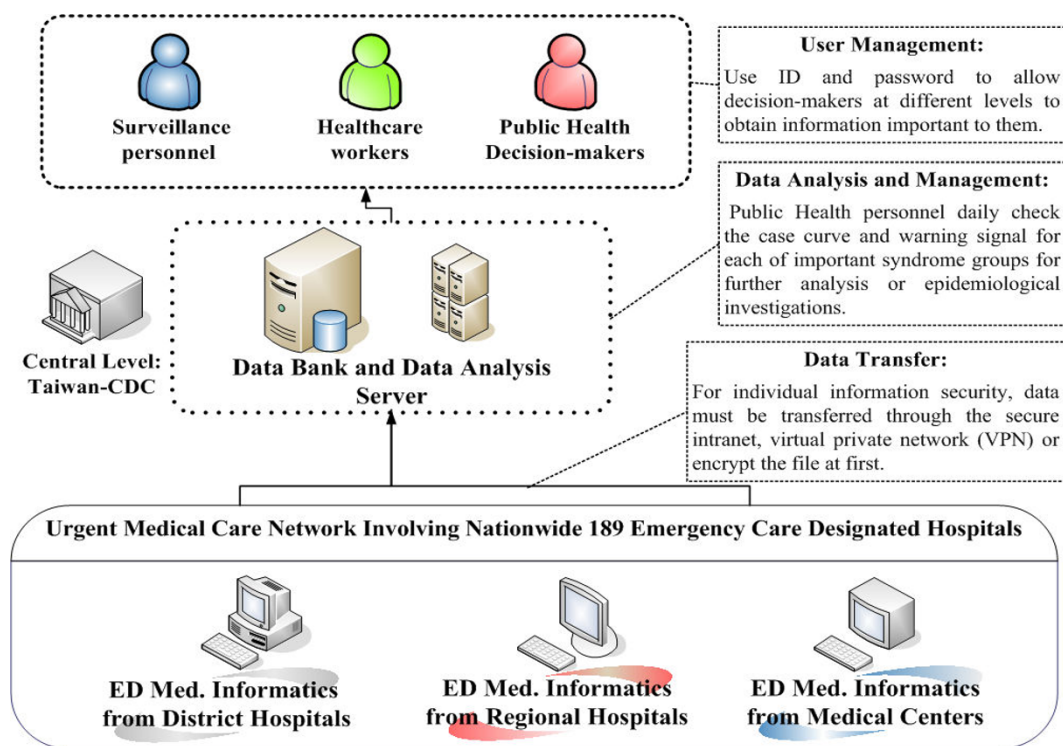 User Management:
Use ID and password to allow
decision-makers at different levels to
obtain information important to them.
Surveillance
personnel
Healthcare
workers
Public Health
Decision-makers
Data Analysis and Management:
Public Health personnel daily check
the case curve and warning signal for
each of important syndrome groups for
further analysis or epidemiological
investigations.
Central Level:
Taiwan-CDC
Data Bank and Data Analysis
Server
Data Transfer:
For individual information security, data
must be transferred through the secure
intranet, virtual private network (VPN) or
encrypt the file at first.
Urgent Medical Care Network Involving Nationwide 189 Emergency Care Designated Hospitals
ED Med. Informatics
from District Hospitals
ED Med. Informatics
from Regional Hospitals
ED Med. Informatics
from Medical Centers